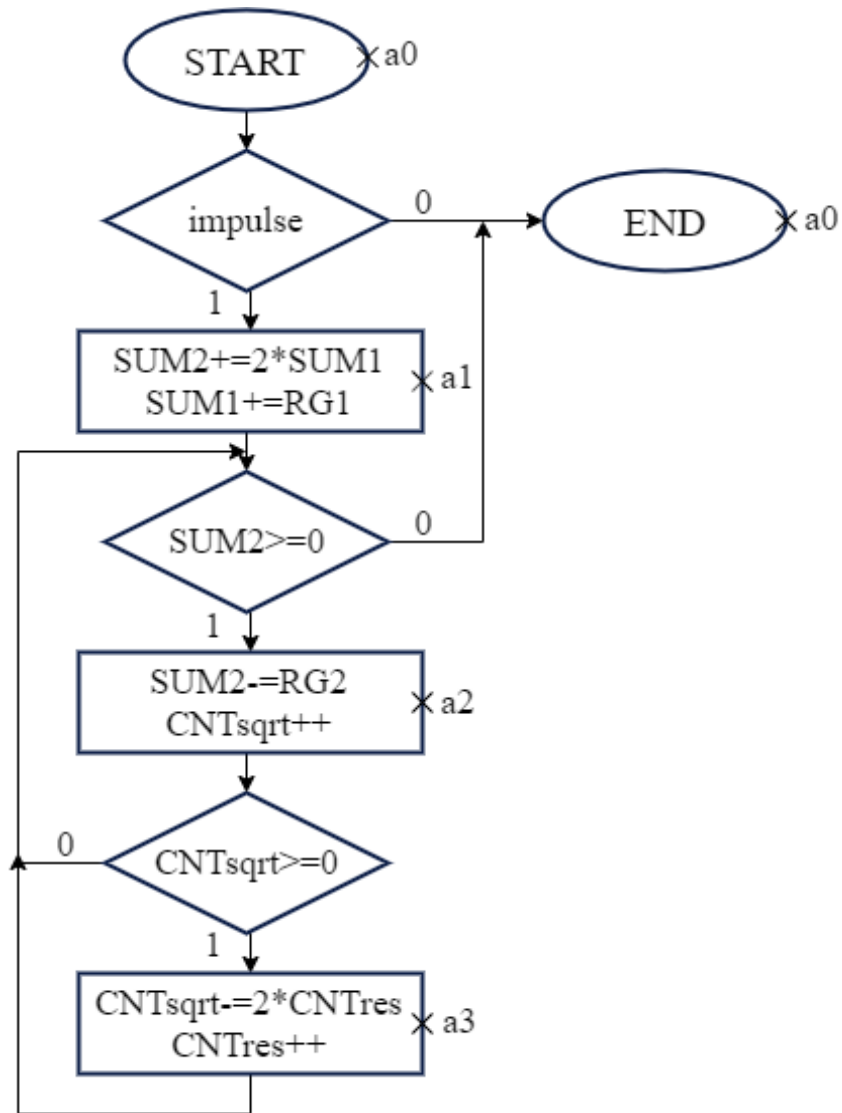 START
a0
impulse
0
END
a0
1
SUM2+=2*SUM1
SUM1+=RG1
a1
SUM2>=0
0
1
SUM2-=RG2
CNTsqrt++
a2
0
CNTsqrt>=0
1
CNTsqrt-=2*CNTres
CNTres++
a3